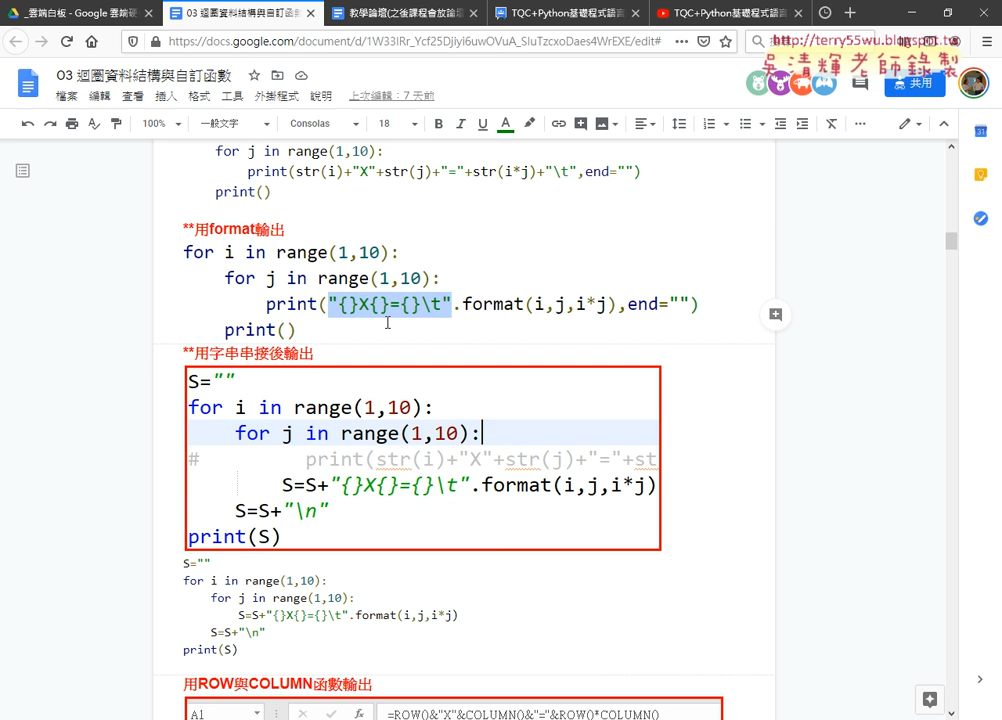 _雲端白板 - Google 雲端硬
03 迴圈資料結構與自訂函數
教學論壇(之後課程會放論壇
TQC+Python基礎程式語言
TQC+Python基礎程式語言
https://docs.google.com/document/d/1W33IRr_Ycf25Djiyi6uwOVuA_SIuTzcxoDaes4WrEXE/edit#
http://terry55wu.blogspot.tw
吳清輝老師錄製
03 迴圈資料結構與自訂函數
檔案 編輯 查看 插入 格式 工具 外掛程式 說明 上次編輯：7 天前
共用
100% 一般文字 Consolas 18 B I U A
for j in range(1,10):
print(str(i)+"X"+str(j)+"="+str(i*j)+"\t",end="")
print()
**用format輸出
for i in range(1,10):
for j in range(1,10):
print("{}X{}={}\t".format(i,j,i*j),end="")
print()
**用字串串接後輸出
S=""
for i in range(1,10):
for j in range(1,10):
# print(str(i)+"X"+str(j)+"="+st
S=S+"{}X{}={}\t".format(i,j,i*j)
S=S+"\n"
print(S)
S=""
for i in range(1,10):
for j in range(1,10):
S=S+"{}X{}={}\t".format(i,j,i*j)
S=S+"\n"
print(S)
用ROW與COLUMN函數輸出
A1 fx =ROW()&"X"&COLUMN()&"="&ROW()*COLUMN()